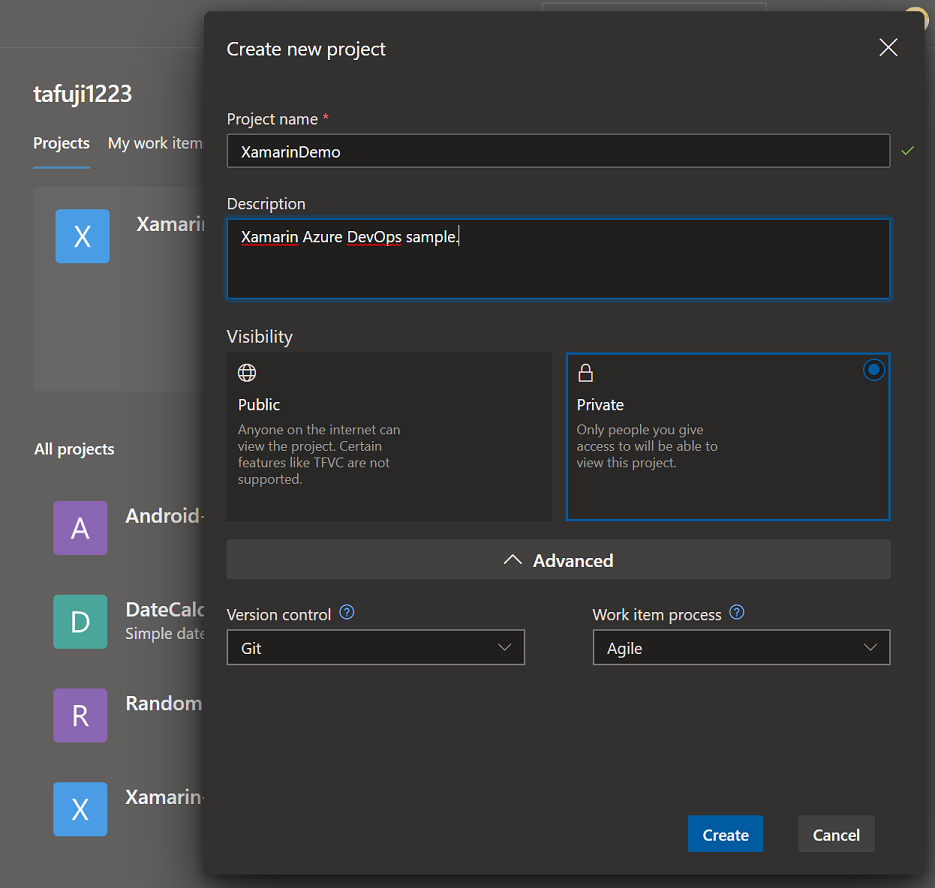 Create new project
tafuji1223
Project name *
Projects
My work item
XamarinDemo
X
Xamarin
Description
Xamarin Azure DevOps sample.
Visibility
Public
Anyone on the internet can
view the project. Certain
features like TFVC are not
supported.
Private
Only people you give
access to will be able to
view this project.
All projects
A
Android-
Advanced
D
DateCalc
Simple date
Version control ?
Git
Work item process ?
Agile
R
Random
X
Xamarin-
Create
Cancel